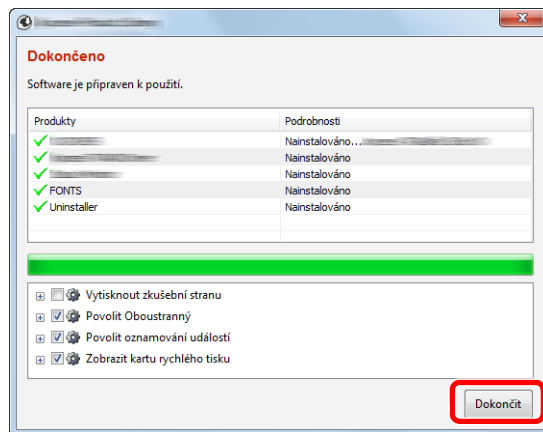 Dokončeno
Software je připraven k použití.
Produkty Podrobnosti
Nainstalováno...
Nainstalováno
Nainstalováno
FONTS Nainstalováno
Uninstaller Nainstalováno
Vytisknout zkušební stranu
Povolit Oboustranný
Povolit oznamování událostí
Zobrazit kartu rychlého tisku
Dokončit